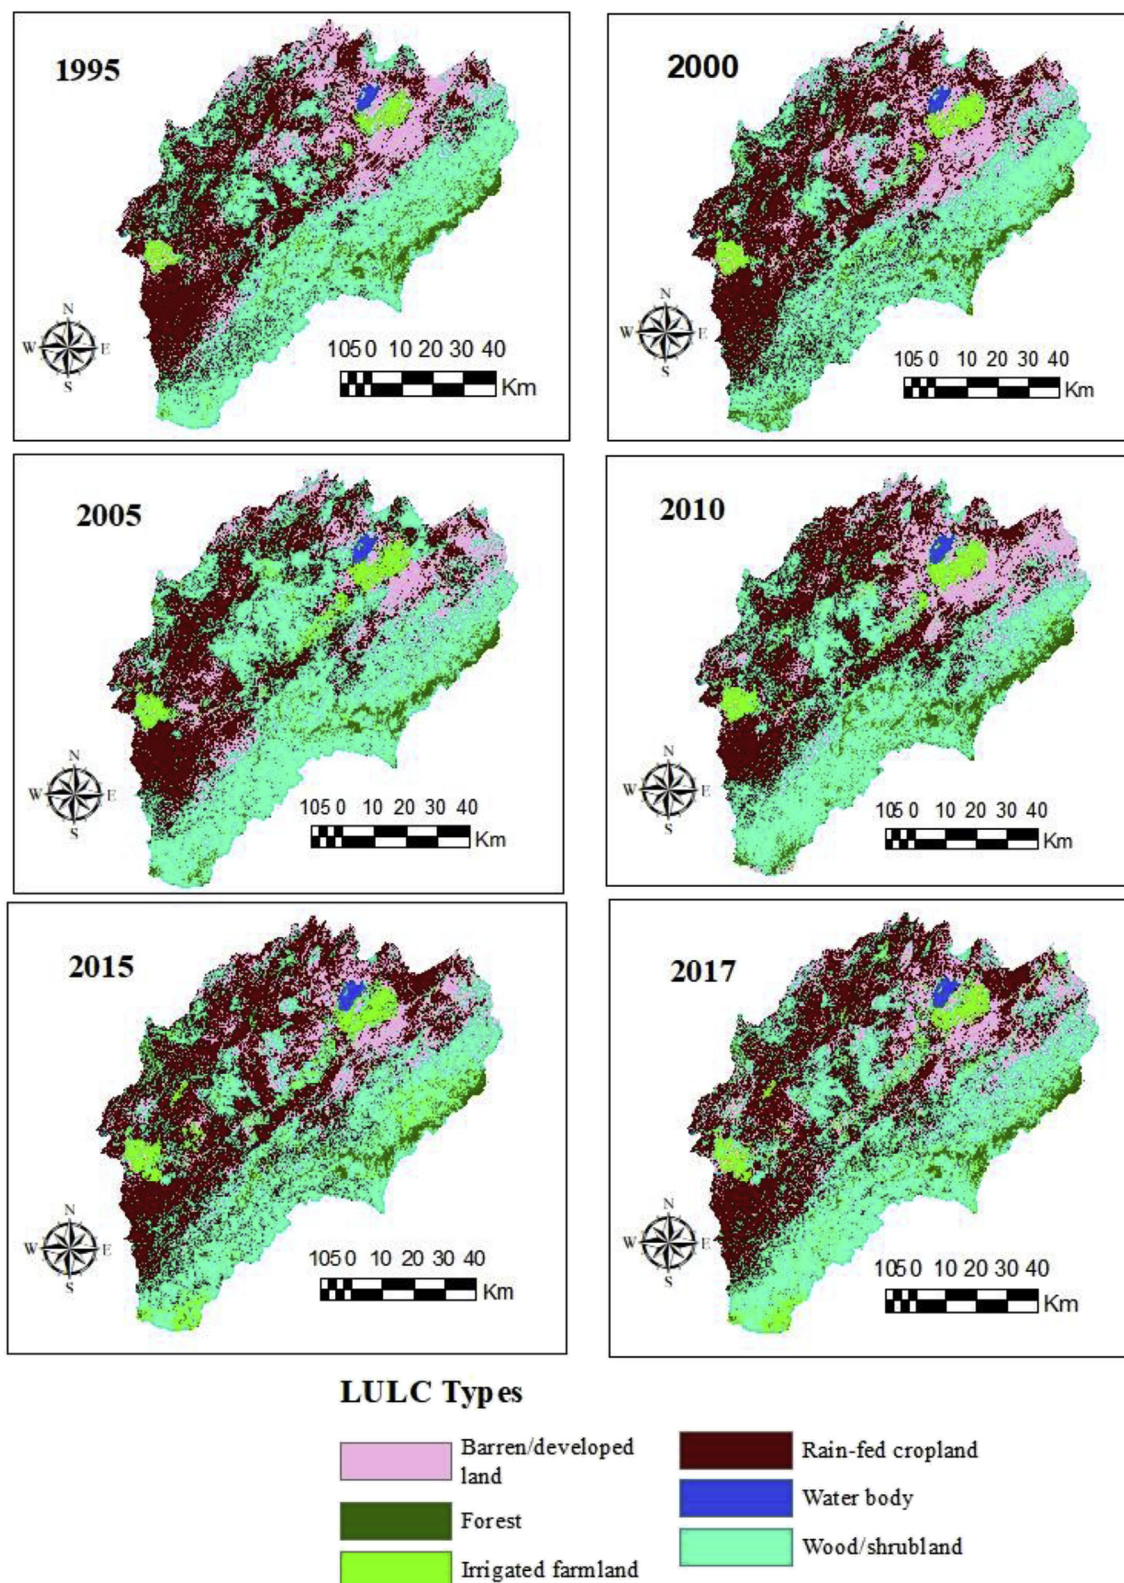 1995
N
W E
S
105 0 10 20 30 40
Km
2000
N
W E
S
105 0 10 20 30 40
Km
2005
N
W E
S
105 0 10 20 30 40
Km
2010
N
W E
S
105 0 10 20 30 40
Km
2015
N
W E
S
105 0 10 20 30 40
Km
2017
N
W E
S
105 0 10 20 30 40
Km
LULC Types
Barren/developed
land
Forest
Irrigated farmland
Rain-fed cropland
Water body
Wood/shrubland